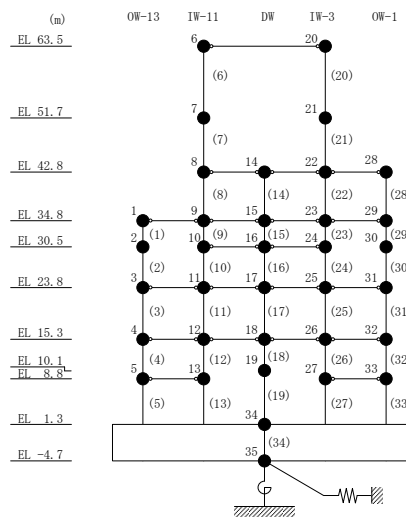 (m) OW-13 IW-11 DW IW-3 OW-1
EL 63.5 6 20
(6) (20)
EL 51.7 7 21
(7) (21)
EL 42.8 8 14 22 28
(8) (14) (22) (28
EL 34.8 1 9 15 23 29
(1) (9) (15) (23) (29
EL 30.5 2 10 16 24 30
(2) (10) (16) (24) (30
EL 23.8 3 11 17 25 31
(3) (11) (17) (25) (31
EL 15.3 4 12 18 26 32
(4) (12) (18) (26) (32
EL 10.1 19
EL 8.8 5 13 27 33
(5) (13) (19) (27) (33
EL 1.3 34
(34)
EL -4.7 35